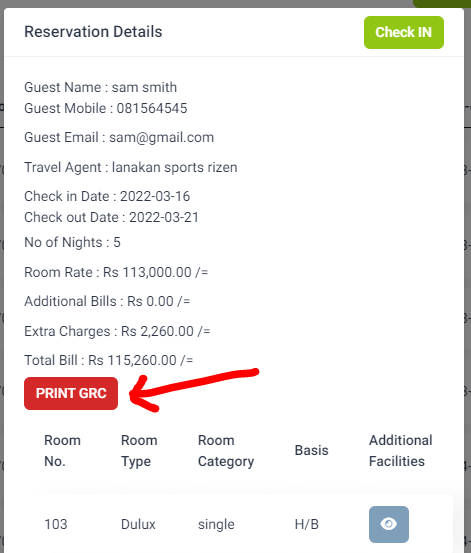 Reservation Details
Check IN
Guest Name : sam smith
Guest Mobile : 081564545
Guest Email : sam@gmail.com
Travel Agent : lanakan sports rizen
Check in Date : 2022-03-16
Check out Date : 2022-03-21
No of Nights : 5
Room Rate : Rs 113,000.00 /=
Additional Bills : Rs 0.00 /=
Extra Charges : Rs 2,260.00 /=
Total Bill : Rs 115,260.00 /=
PRINT GRC
Room No.
Room Type
Room Category
Basis
Additional Facilities
103
Dulux
single
H/B